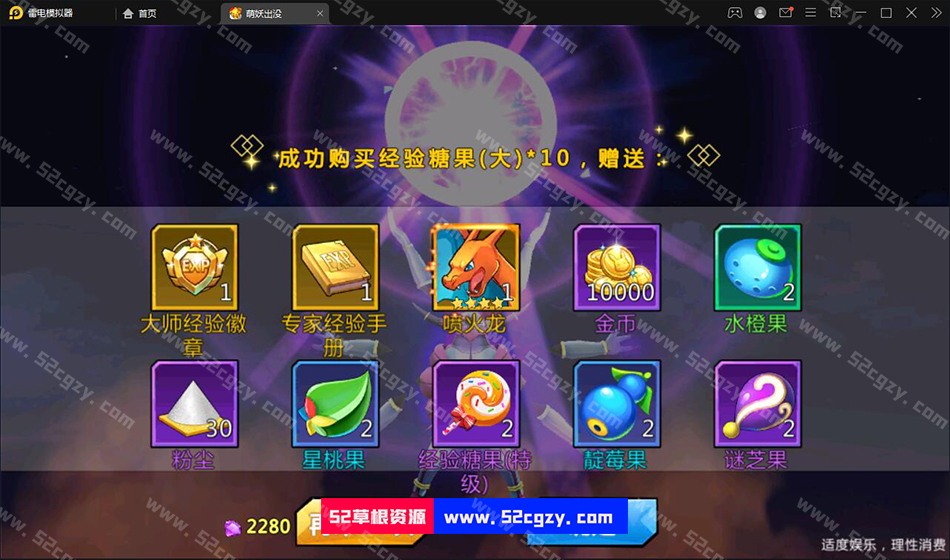 雷电模拟器
首页
萌妖出没
成功购买经验糖果(大)*10，赠送：
1
1
1
10000
2
大师经验徽章
专家经验手册
喷火龙
金币
水橙果
30
2
2
2
2
粉尘
星桃果
经验糖果(特级)
靛莓果
谜芝果
2280
52草根资源
www.52cgzy.com
适度娱乐，理性消费
www.52cgzy.com